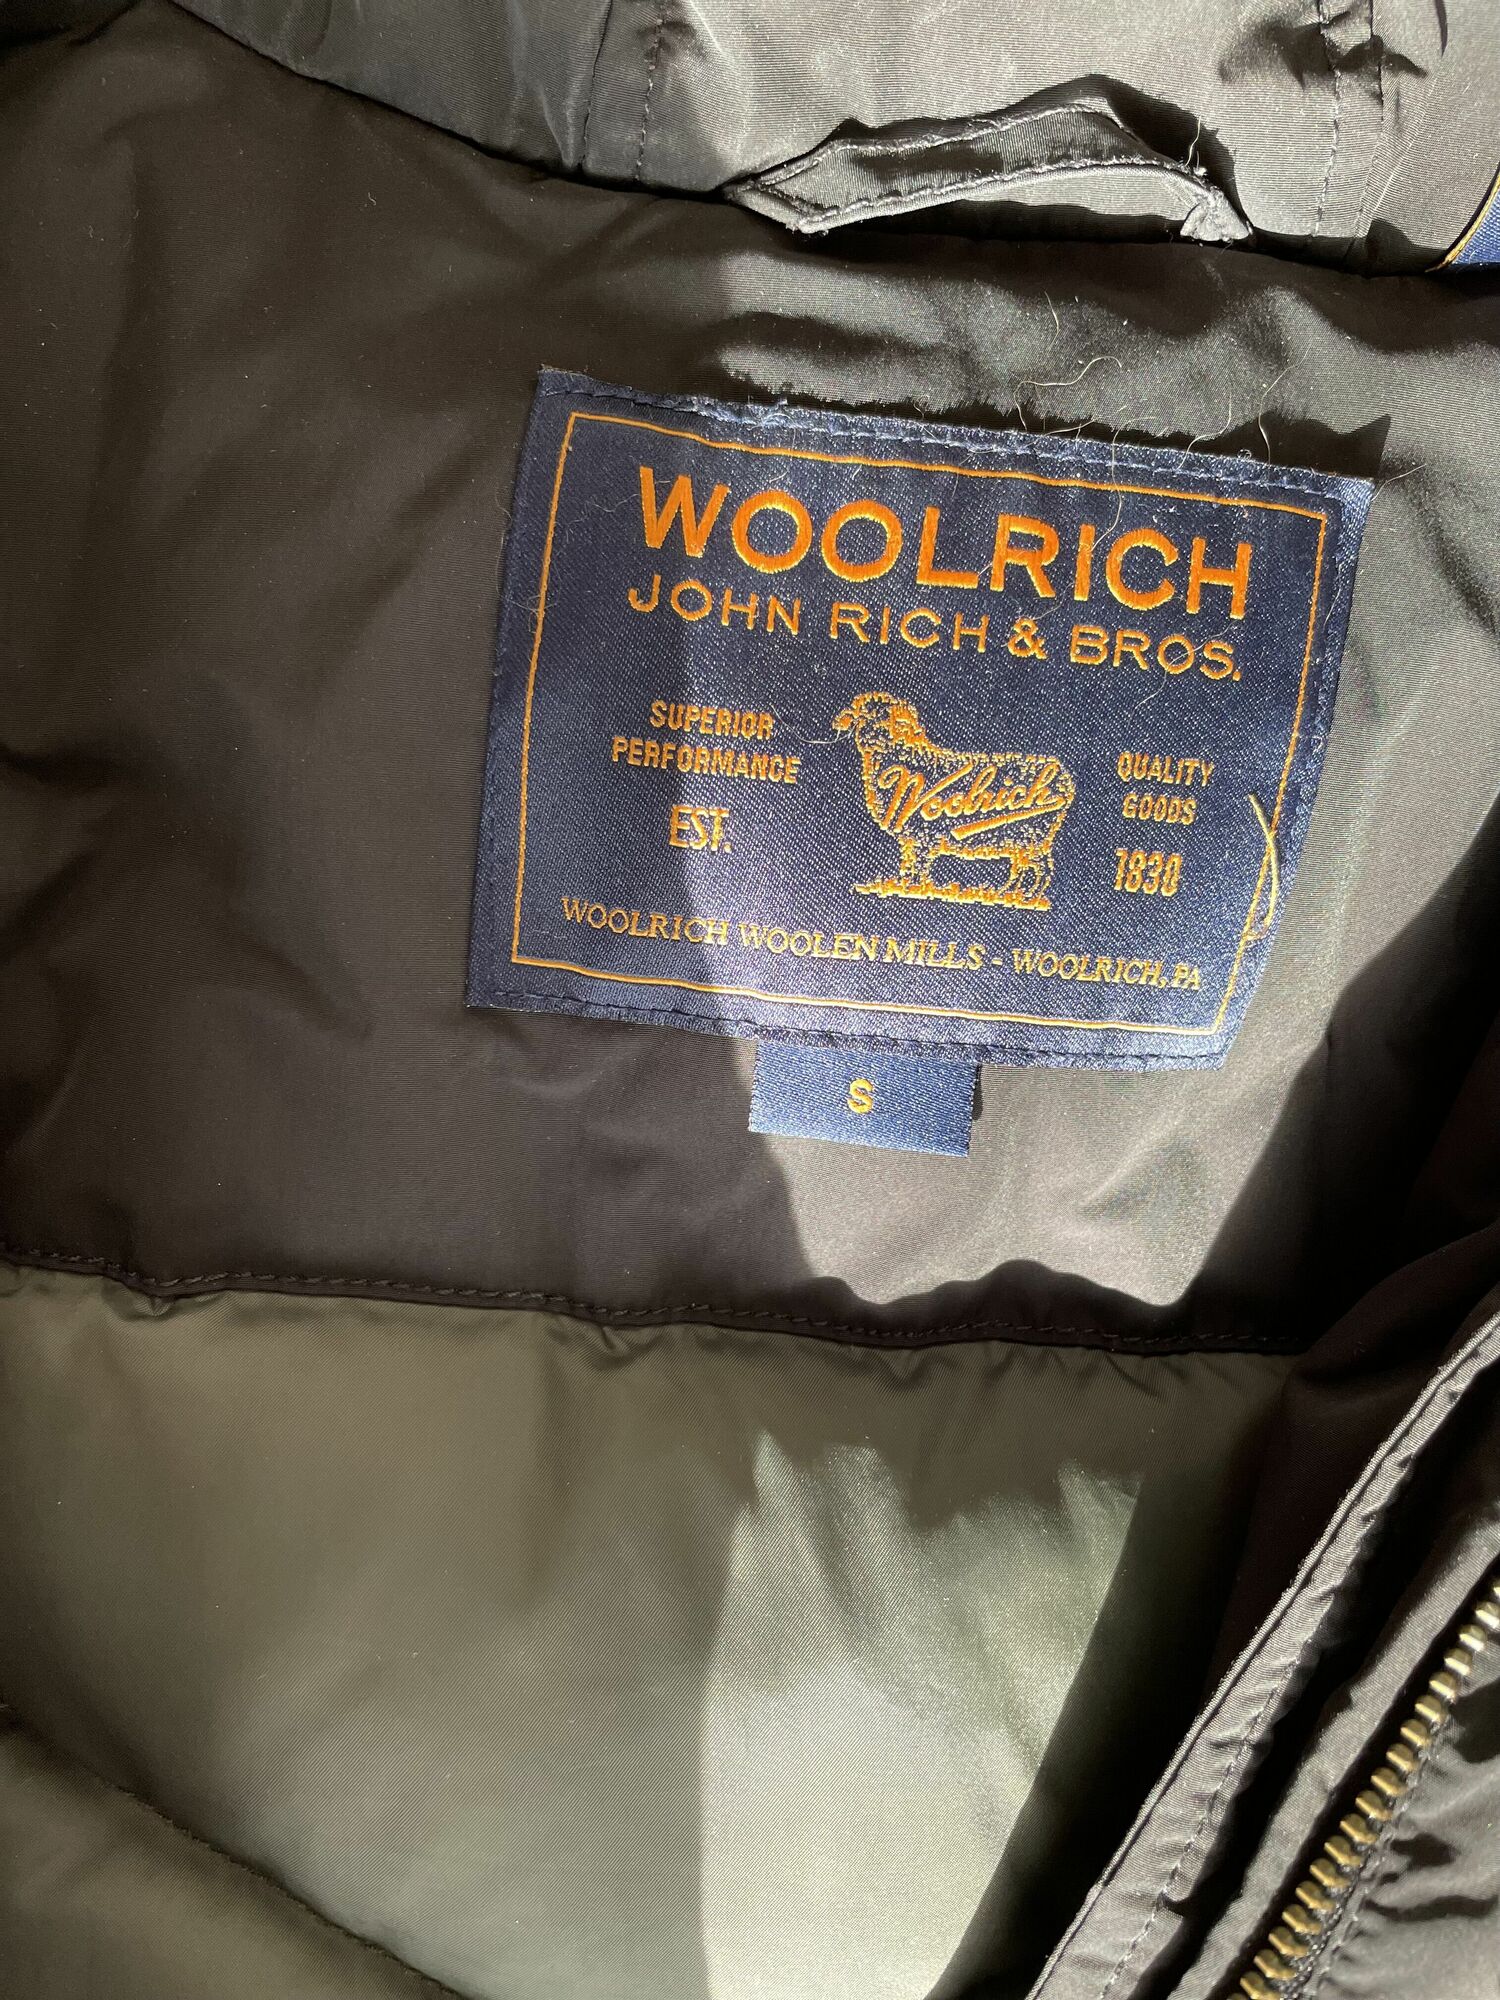 WOOLRICH
JOHN RICH & BROS.
SUPERIOR
PERFORMANCE
EST.
Woolrich
QUALITY
GOODS
1830
WOOLRICH WOOLEN MILLS - WOOLRICH, PA
S